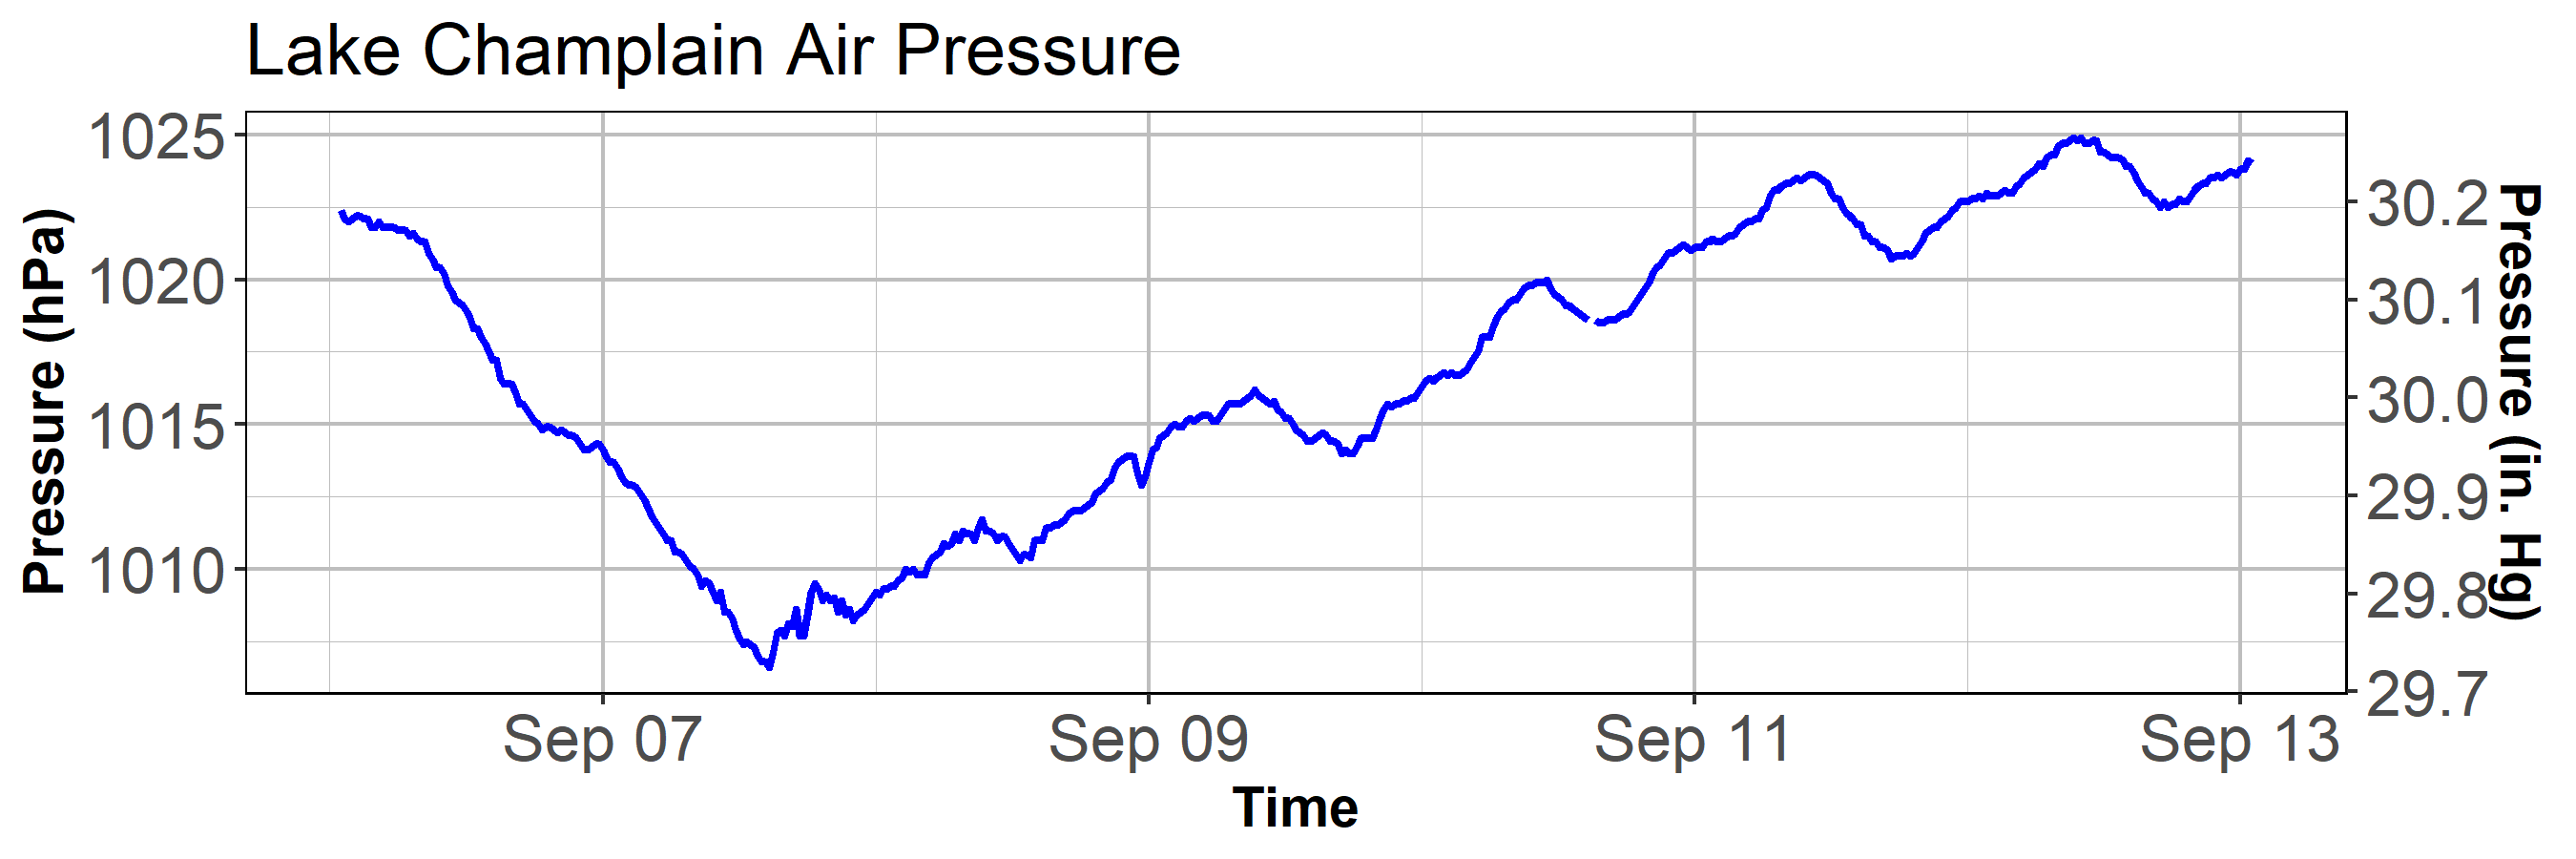 Lake Champlain Air Pressure
1025
1020
1015
1010
Pressure (hPa)
30.2
30.1
30.0
29.9
29.8
29.7
Pressure (in. Hg)
Sep 07
Sep 09
Sep 11
Sep 13
Time